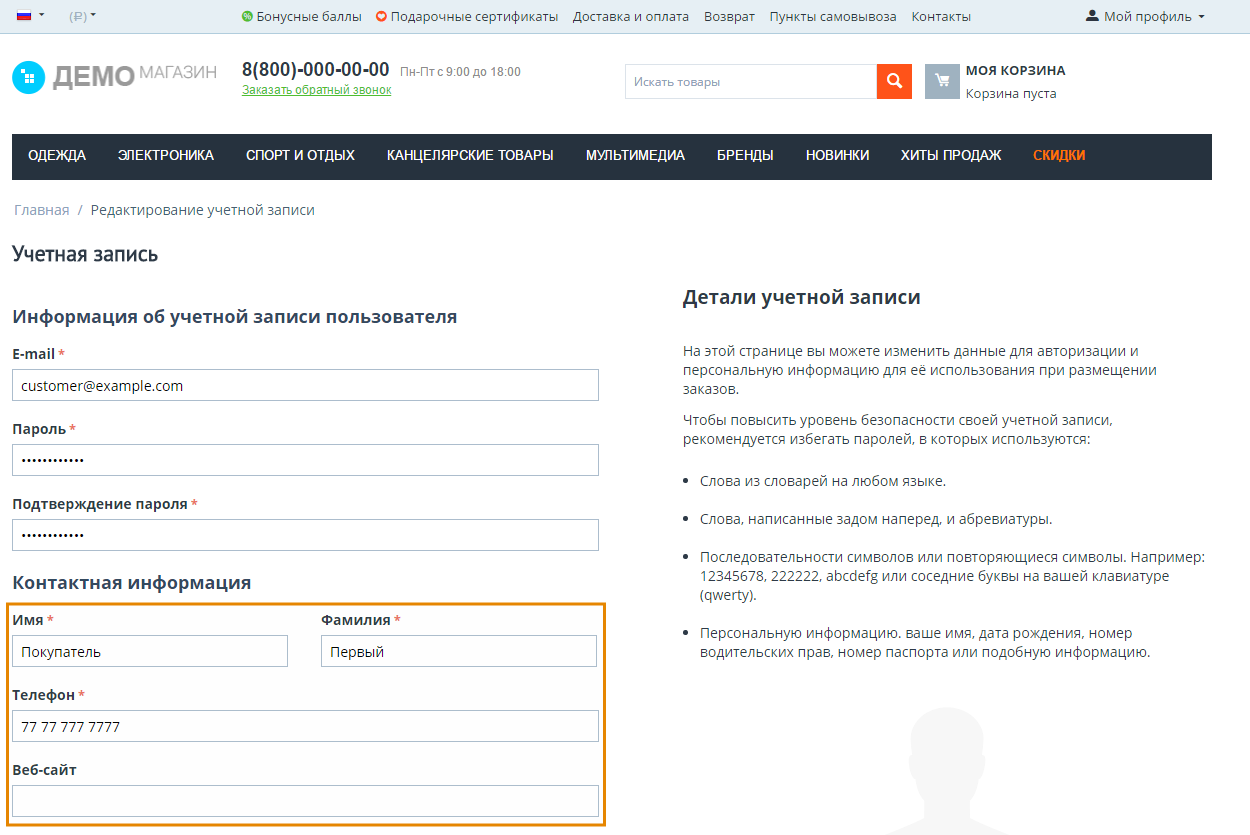 (₽)
Бонусные баллы
Подарочные сертификаты
Доставка и оплата
Возврат
Пункты самовывоза
Контакты
Мой профиль
ДЕМО МАГАЗИН
8(800)-000-00-00 Пн-Пт с 9:00 до 18:00
Заказать обратный звонок
Искать товары
МОЯ КОРЗИНА
Корзина пуста
ОДЕЖДА
ЭЛЕКТРОНИКА
СПОРТ И ОТДЫХ
КАНЦЕЛЯРСКИЕ ТОВАРЫ
МУЛЬТИМЕДИА
БРЕНДЫ
НОВИНКИ
ХИТЫ ПРОДАЖ
СКИДКИ
Главная / Редактирование учетной записи
Учетная запись
Информация об учетной записи пользователя
E-mail *
customer@example.com
Пароль *
••••••••••••
Подтверждение пароля *
••••••••••••
Контактная информация
Имя *
Фамилия *
Покупатель
Первый
Телефон *
77 77 777 7777
Веб-сайт
Детали учетной записи
На этой странице вы можете изменить данные для авторизации и
персональную информацию для её использования при размещении
заказов.
Чтобы повысить уровень безопасности своей учетной записи,
рекомендуется избегать паролей, в которых используются:
• Слова из словарей на любом языке.
• Слова, написанные задом наперед, и абревиатуры.
• Последовательности символов или повторяющиеся символы. Например:
12345678, 222222, abcdefg или соседние буквы на вашей клавиатуре
(qwerty).
• Персональную информацию. ваше имя, дата рождения, номер
водительских прав, номер паспорта или подобную информацию.